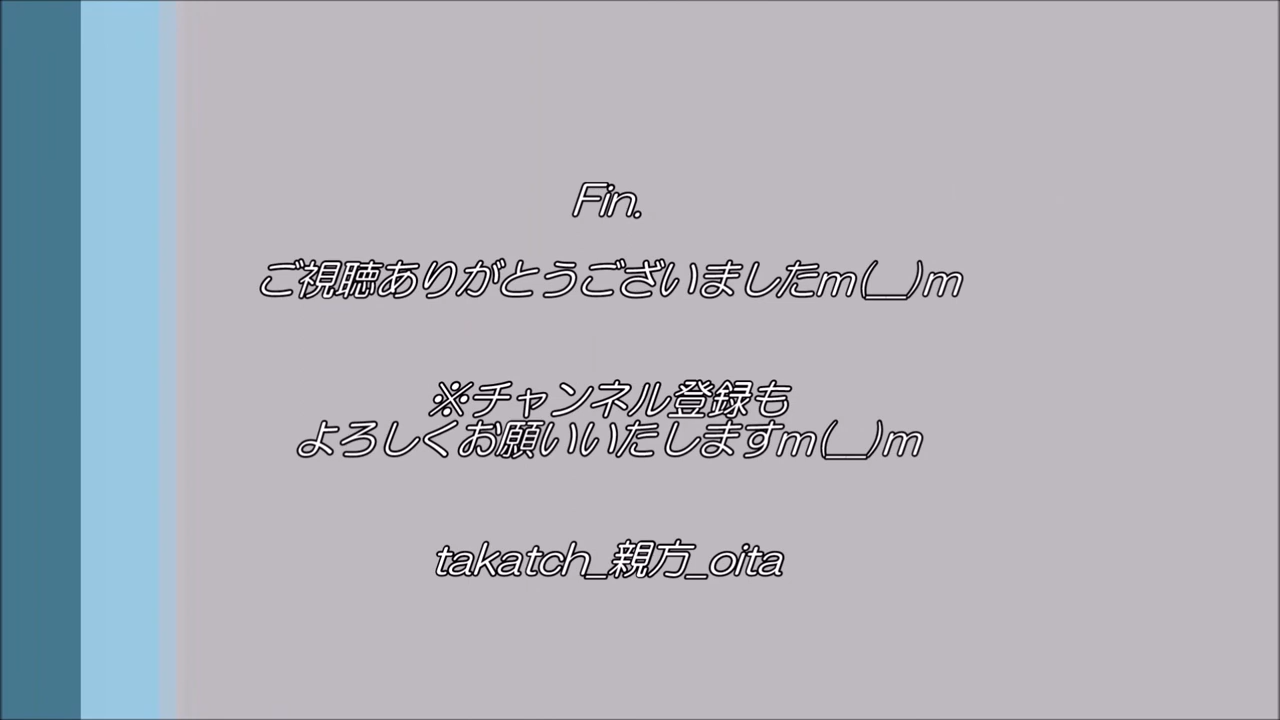 Fin.
ご視聴ありがとうございましたm(__)m
※チャンネル登録も
よろしくお願いいたしますm(__)m
takatch_親方_oita